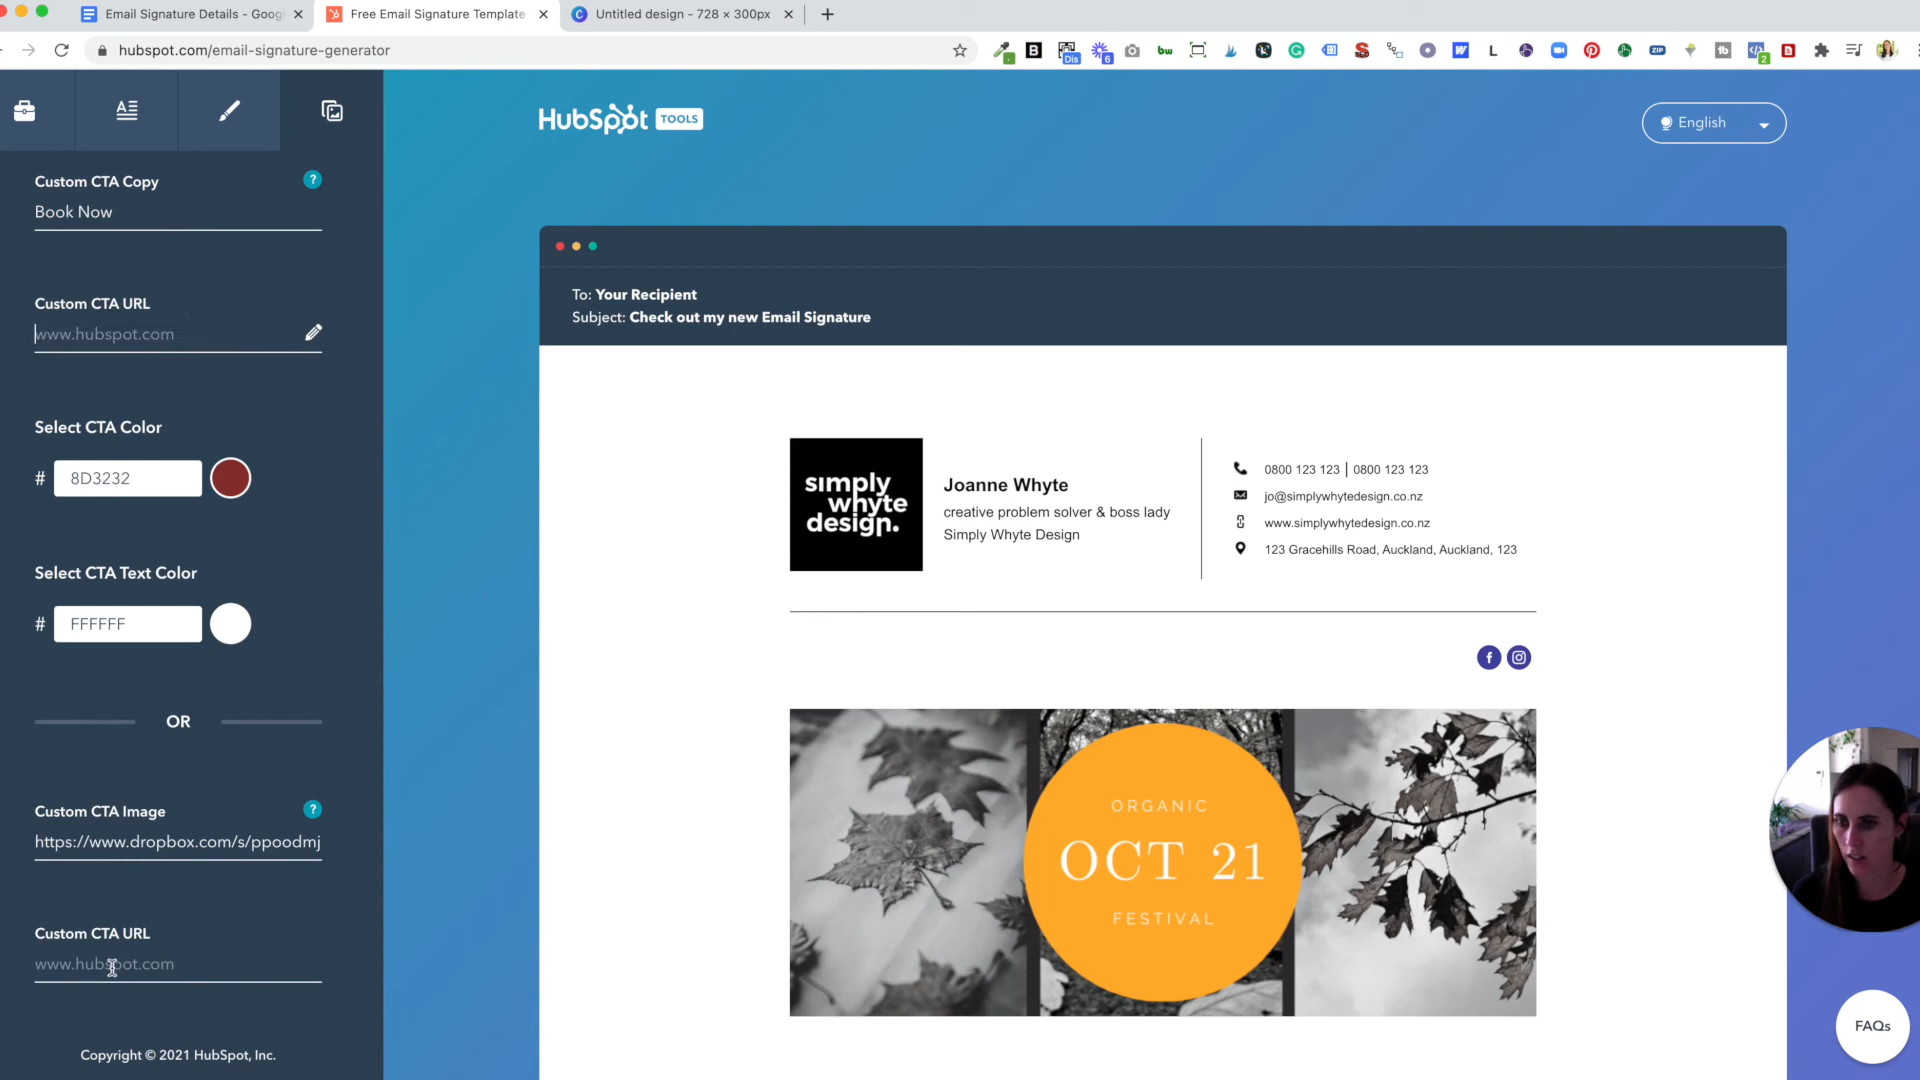 Email Signature Details - Goog
Free Email Signature Template
Untitled design - 728 × 300px
hubspot.com/email-signature-generator
HubSpot TOOLS
English
Custom CTA Copy
?
Book Now
Custom CTA URL
www.hubspot.com
Select CTA Color
# 8D3232
Select CTA Text Color
# FFFFFF
OR
Custom CTA Image
?
https://www.dropbox.com/s/ppoodmj
Custom CTA URL
www.hubspot.com
Copyright © 2021 HubSpot, Inc.
To: Your Recipient
Subject: Check out my new Email Signature
simply
whyte
design.
Joanne Whyte
creative problem solver & boss lady
Simply Whyte Design
0800 123 123 | 0800 123 123
jo@simplywhytedesign.co.nz
www.simplywhytedesign.co.nz
123 Gracehills Road, Auckland, Auckland, 123
ORGANIC
OCT 21
FESTIVAL
FAQs